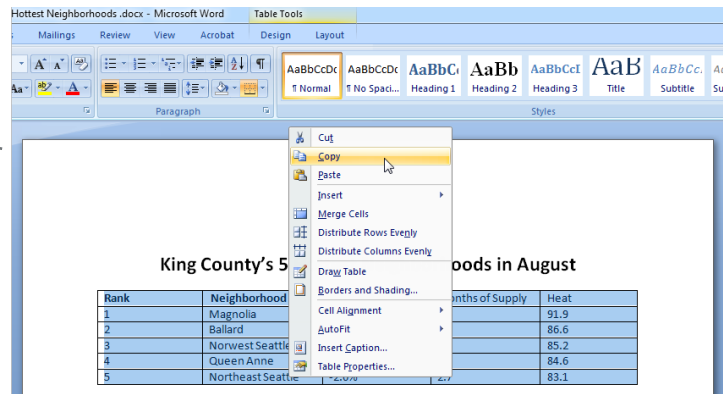 Hottest Neighborhoods .docx - Microsoft Word Table Tools
Mailings Review View Acrobat Design Layout
AaBbCcDc AaBbCcDc AaBbC AaBb AaBbCcI AaB AaBbCc.
¶ Normal ¶ No Spaci... Heading 1 Heading 2 Heading 3 Title Subtitle
Paragraph Styles
Cut
Copy
Paste
Insert
Merge Cells
Distribute Rows Evenly
Distribute Columns Evenly
Draw Table
Borders and Shading...
Cell Alignment
AutoFit
Insert Caption...
Table Properties...
King County's 5 oods in August
Rank Neighborhood onths of Supply Heat
1 Magnolia 91.9
2 Ballard 86.6
3 Norwest Seattle 85.2
4 Queen Anne 84.6
5 Northeast Seattle -2.0% 2.7 83.1